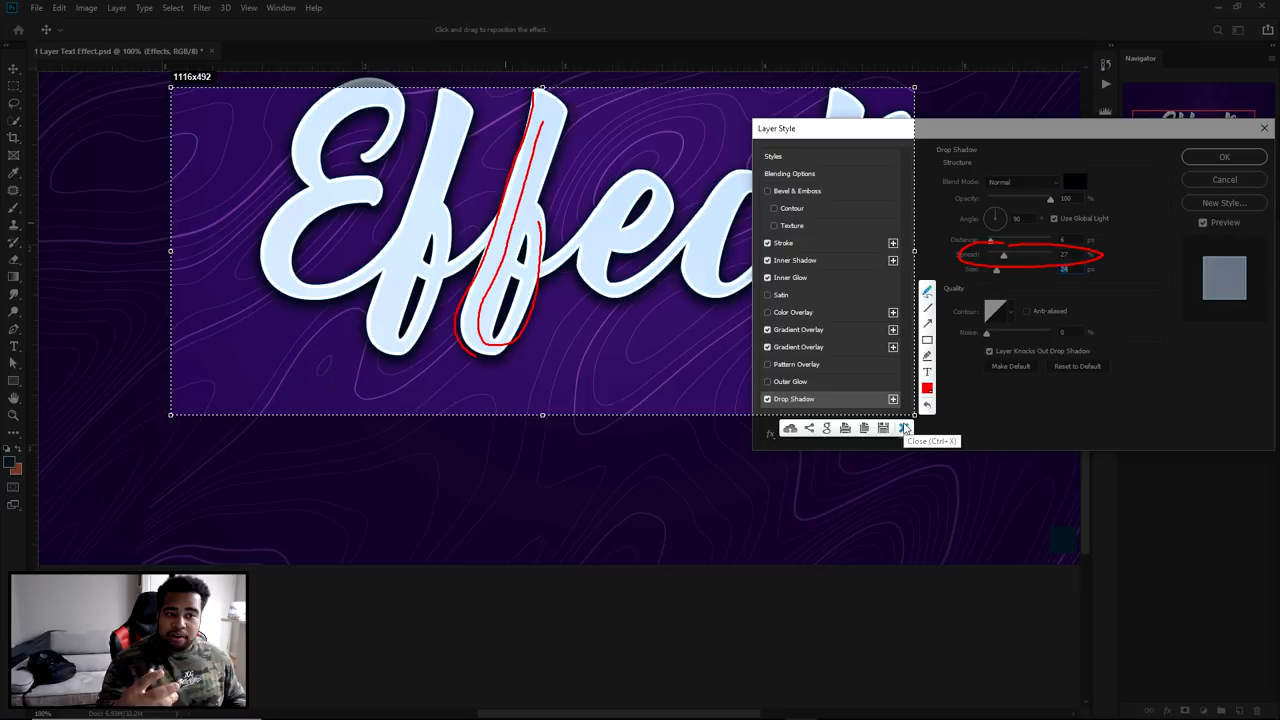 Ps File Edit Image Layer Type Select Filter 3D View Window Help
Click and drag to reposition the effect.
1 Layer Text Effect.psd @ 100% (Effects, RGB/8) * ×
1116x492
Effec
Navigator
Layer Style
Styles
Blending Options
Bevel & Emboss
Contour
Texture
Stroke
Inner Shadow
Inner Glow
Satin
Color Overlay
Gradient Overlay
Gradient Overlay
Pattern Overlay
Outer Glow
Drop Shadow
fx
Drop Shadow
Structure
Blend Mode: Normal
Opacity: 100 %
Angle: 90 ° Use Global Light
Distance: 6 px
Spread: 27 %
Size: 24 px
Quality
Contour: Anti-aliased
Noise: 0 %
Layer Knocks Out Drop Shadow
Make Default Reset to Default
OK
Cancel
New Style...
Preview
T
g
Close (Ctrl+X)
100%